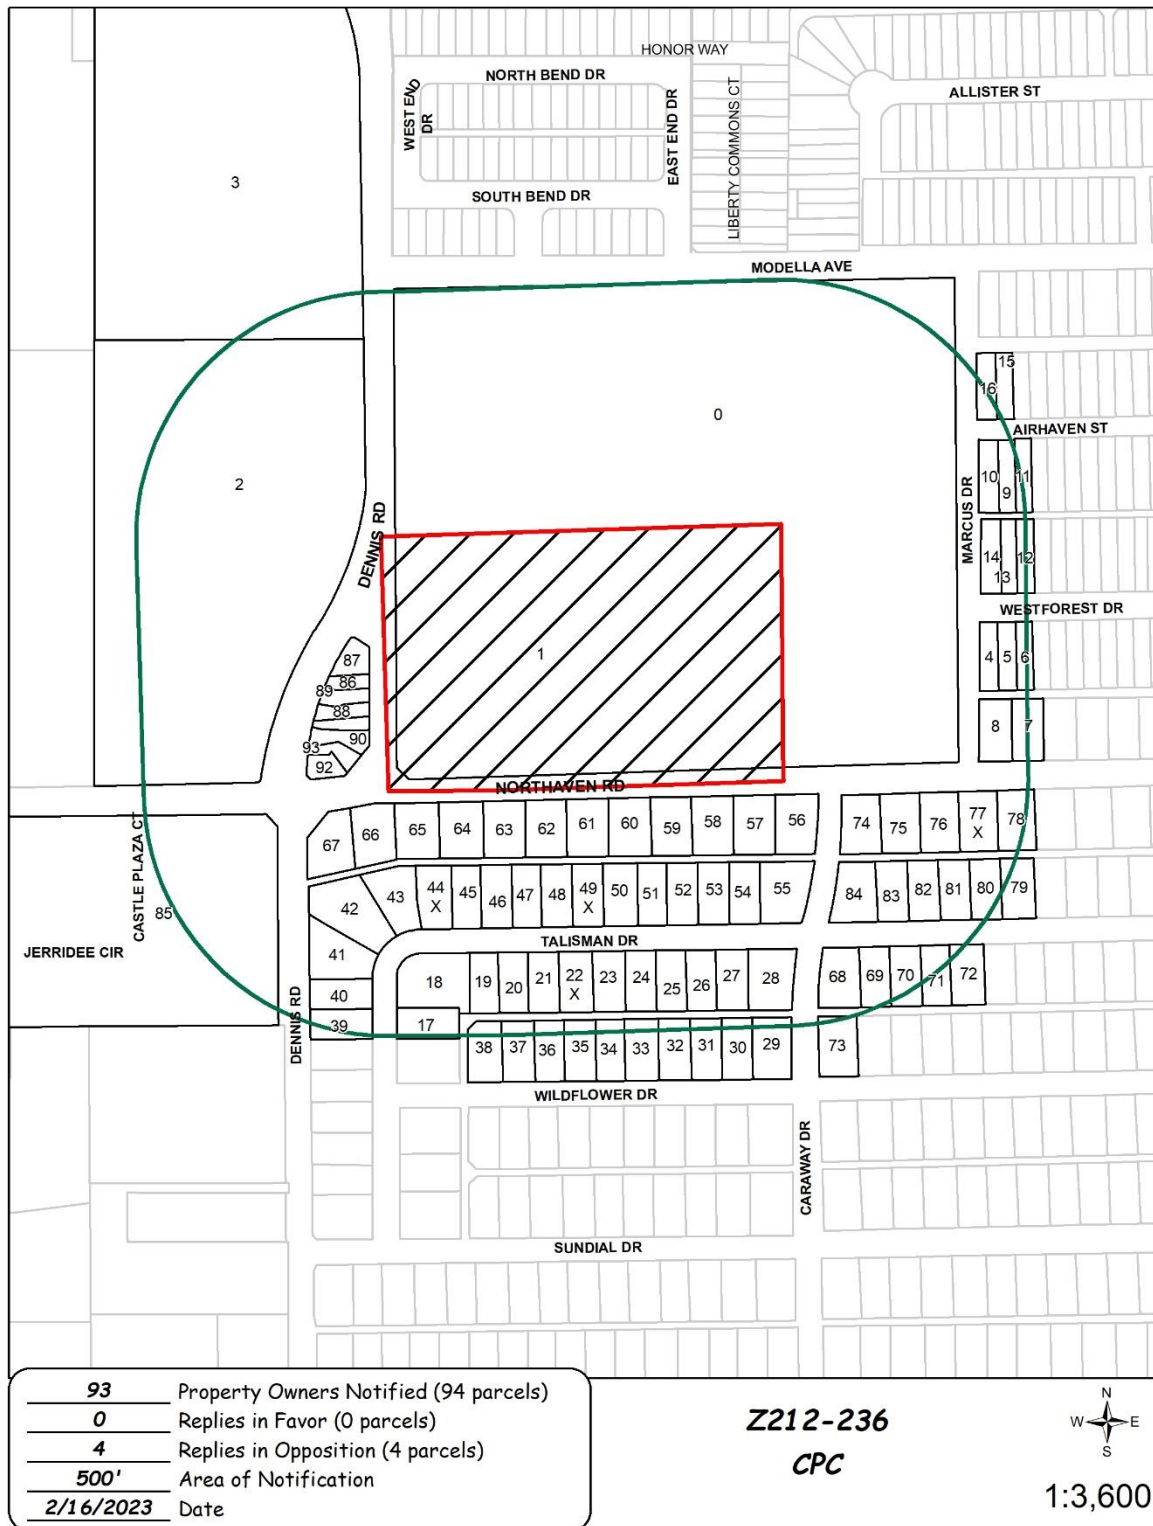 HONOR WAY
NORTH BEND DR
WEST END DR
EAST END DR
LIBERTY COMMONS CT
ALLISTER ST
3
SOUTH BEND DR
MODELLA AVE
15
16
0
AIRHAVEN ST
2
DENNIS RD
MARCUS DR
10
9
11
14
13
12
WESTFOREST DR
1
4
5
6
87
86
89
88
93
90
92
8
7
NORTHAVEN RD
67
66
65
64
63
62
61
60
59
58
57
56
74
75
76
77
X
78
CASTLE PLAZA CT
85
JERRIDEE CIR
42
43
44
X
45
46
47
48
49
X
50
51
52
53
54
55
84
83
82
81
80
79
41
TALISMAN DR
40
39
DENNIS RD
18
17
19
20
21
22
X
23
24
25
26
27
28
68
69
70
71
72
38
37
36
35
34
33
32
31
30
29
73
WILDFLOWER DR
CARAWAY DR
SUNDIAL DR
93 Property Owners Notified (94 parcels)
0 Replies in Favor (0 parcels)
4 Replies in Opposition (4 parcels)
500' Area of Notification
2/16/2023 Date
Z212-236
CPC
N
W E
S
1:3,600